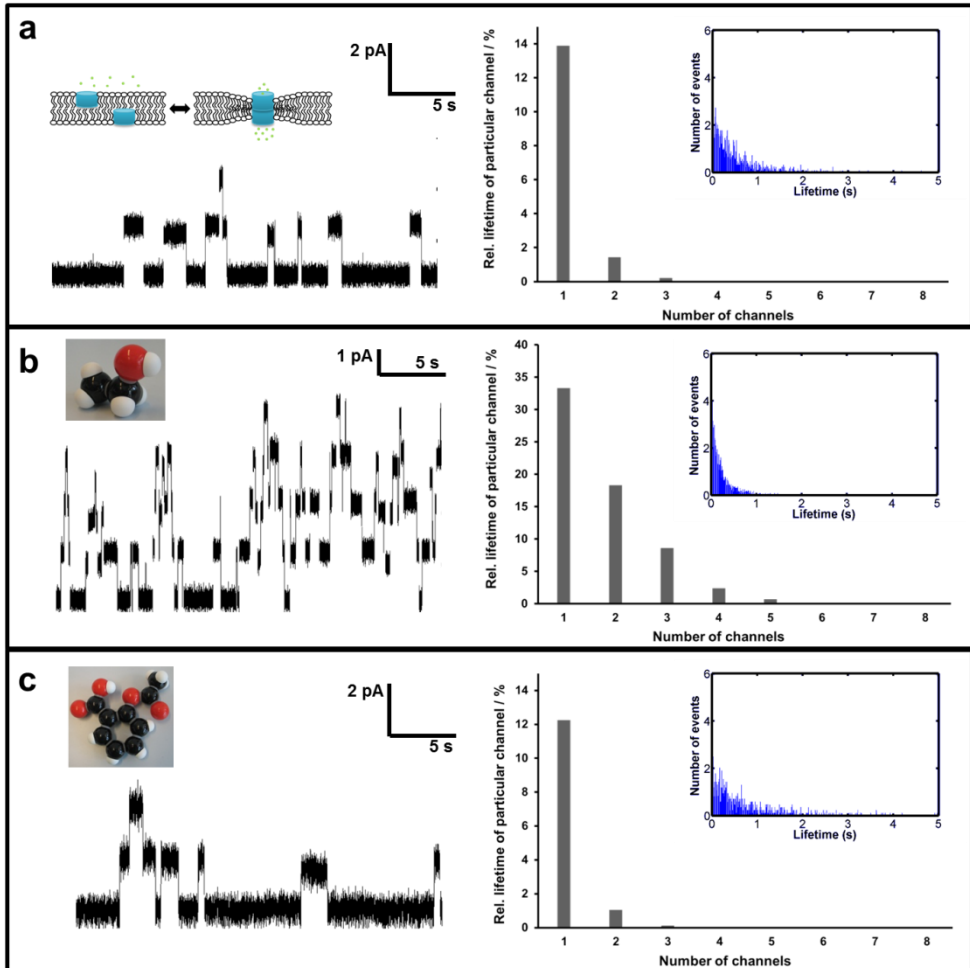 a
2 pA
5 s
Rel. lifetime of particular channel / %
14
12
10
8
6
4
2
0
1 2 3 4 5 6 7 8
Number of channels
Number of events
6
4
2
0
0 1 2 3 4 5
Lifetime (s)
b
1 pA
5 s
Rel. lifetime of particular channel / %
40
35
30
25
20
15
10
5
0
1 2 3 4 5 6 7 8
Number of channels
Number of events
6
4
2
0
0 1 2 3 4 5
Lifetime (s)
c
2 pA
5 s
Rel. lifetime of particular channel / %
14
12
10
8
6
4
2
0
1 2 3 4 5 6 7 8
Number of channels
Number of events
6
4
2
0
0 1 2 3 4 5
Lifetime (s)